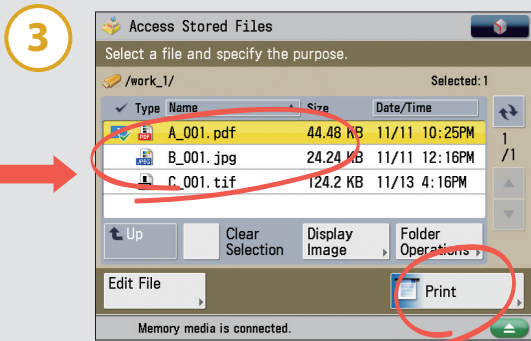 3
Access Stored Files
Select a file and specify the purpose.
/work_1/ Selected:1
✓ Type Name Size Date/Time
PDF A_001.pdf 44.48 KB 11/11 10:25PM
JPEG B_001.jpg 24.24 KB 11/11 12:16PM
C_001.tif 124.2 KB 11/13 4:16PM
1
/1
Up Clear Selection Display Image Folder Operations
Edit File Print
Memory media is connected.